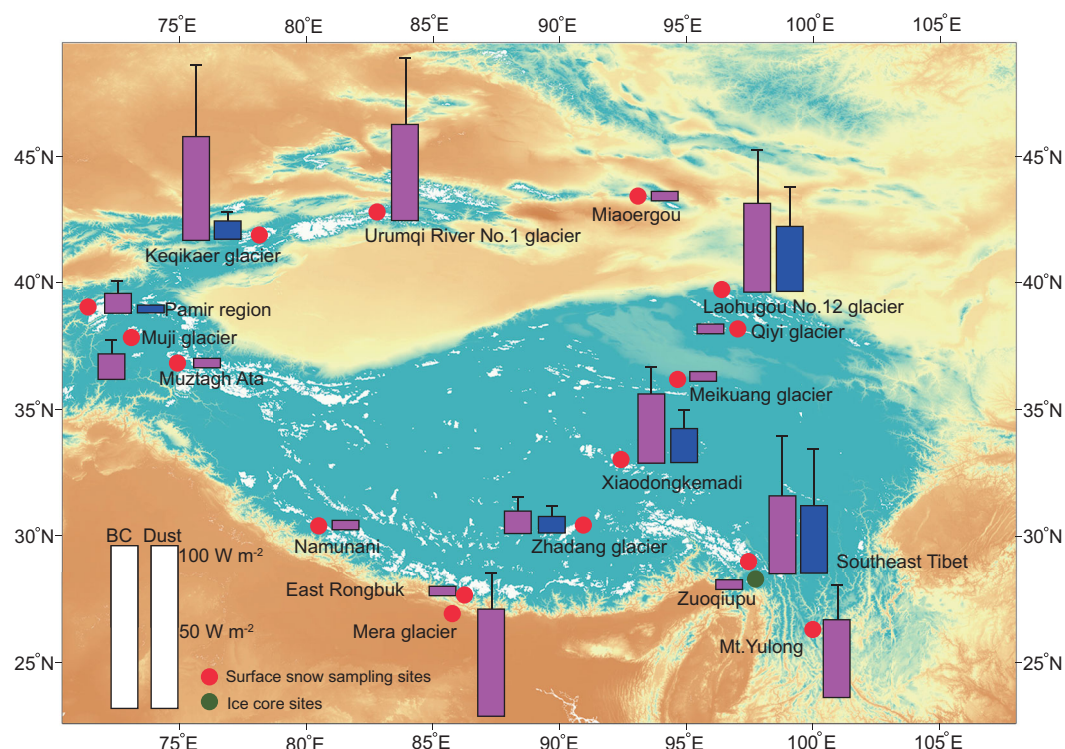 75°E 80°E 85°E 90°E 95°E 100°E 105°E
45°N 45°N
Miaoergou
Urumqi River No.1 glacier
Keqikaer glacier
40°N 40°N
Laohugou No.12 glacier
Pamir region
Qiyi glacier
Muji glacier
Muztagh Ata
Meikuang glacier
35°N 35°N
Xiaodongkemadi
30°N 30°N
BC Dust
Namunani
Zhadang glacier
100 W m-2
Southeast Tibet
East Rongbuk
Zuoqiupu
50 W m-2
Mera glacier
Mt.Yulong
25°N 25°N
Surface snow sampling sites
Ice core sites
75°E 80°E 85°E 90°E 95°E 100°E 105°E